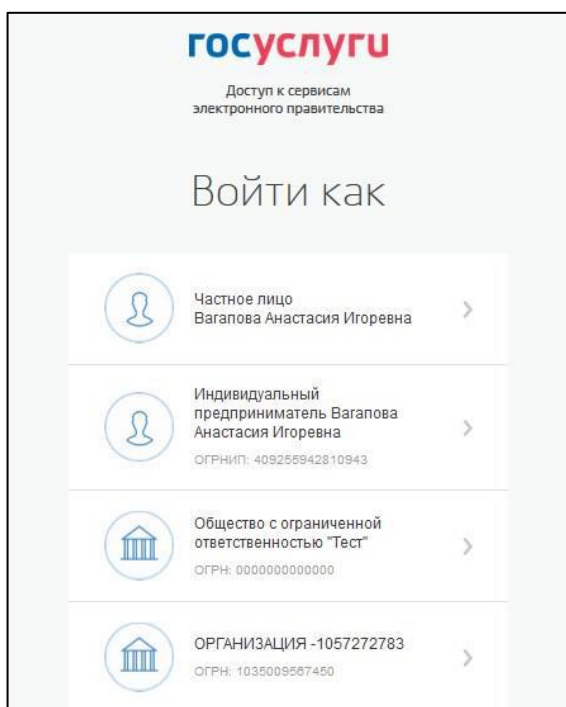 госуслуги
Доступ к сервисам
электронного правительства
Войти как
Частное лицо
Вагапова Анастасия Игоревна
Индивидуальный
предприниматель Вагапова
Анастасия Игоревна
ОГРНИП: 409255942810943
Общество с ограниченной
ответственностью "Тест"
ОГРН: 0000000000000
ОРГАНИЗАЦИЯ -1057272783
ОГРН: 1035009567450